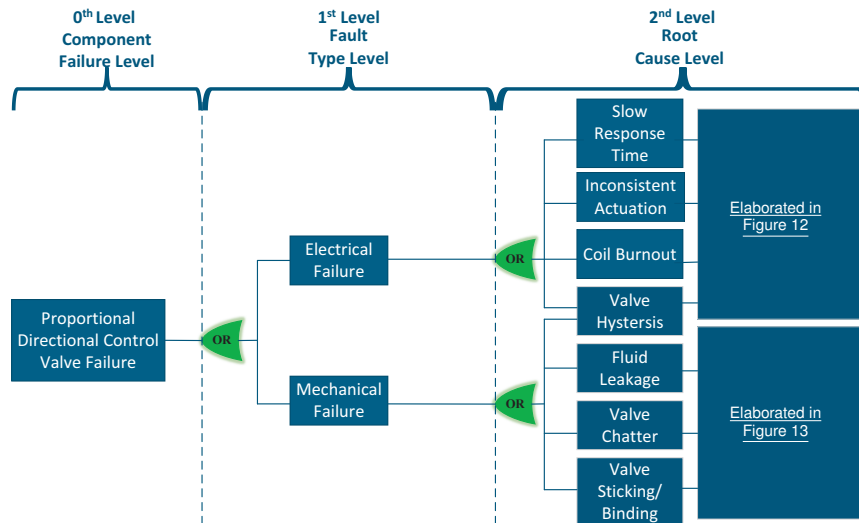 0th Level
Component
Failure Level
1st Level
Fault
Type Level
2nd Level
Root
Cause Level
Proportional
Directional Control
Valve Failure
OR
Electrical
Failure
Mechanical
Failure
OR
OR
Slow
Response
Time
Inconsistent
Actuation
Coil Burnout
Valve
Hystersis
Fluid
Leakage
Valve
Chatter
Valve
Sticking/
Binding
Elaborated in
Figure 12
Elaborated in
Figure 13